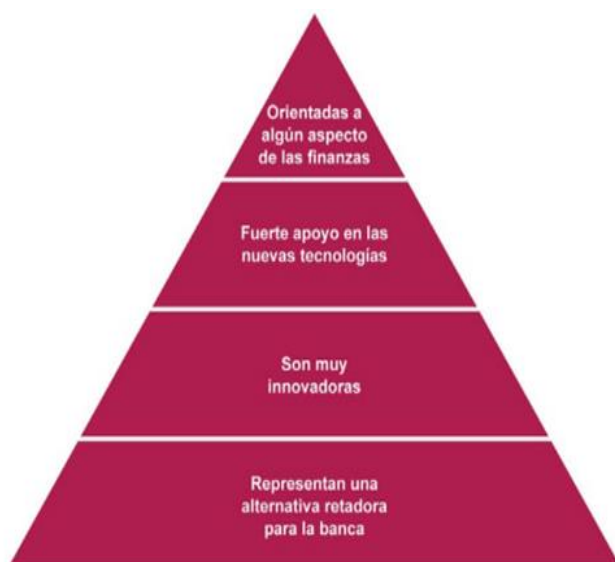 Orientadas a
algún aspecto
de las finanzas
Fuerte apoyo en las
nuevas tecnologías
Son muy
innovadoras
Representan una
alternativa retadora
para la banca